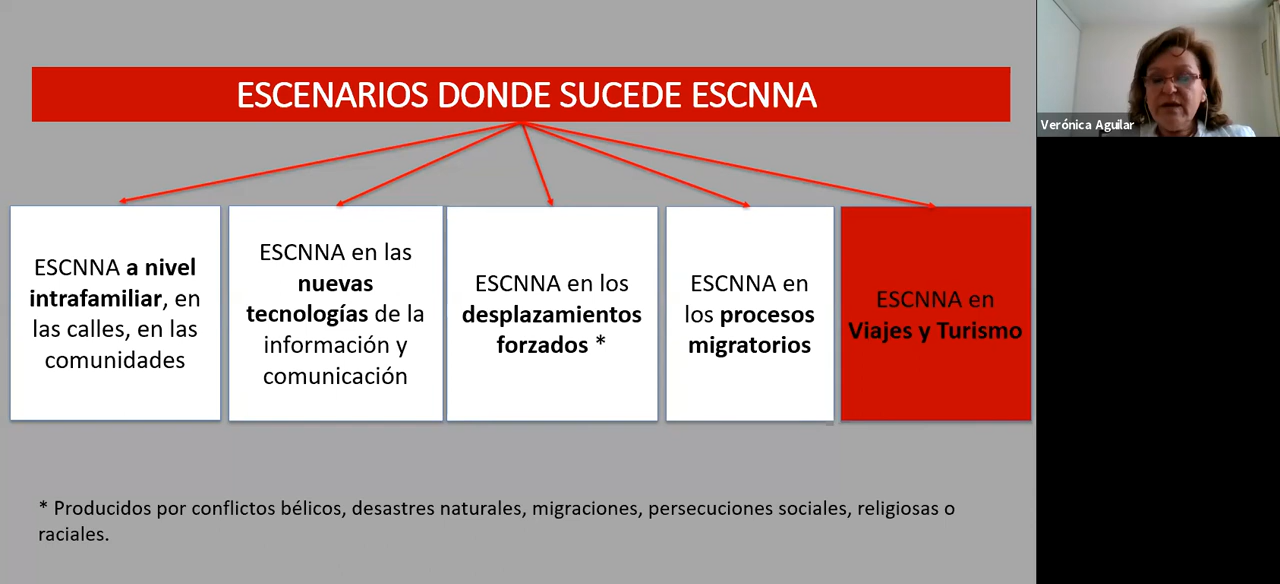 ESCENARIOS DONDE SUCEDE ESCNNA
Verónica Aguilar
ESCNNA a nivel
intrafamiliar, en
las calles, en las
comunidades
ESCNNA en las
nuevas
tecnologías de la
información y
comunicación
ESCNNA en los
desplazamientos
forzados *
ESCNNA en
los procesos
migratorios
ESCNNA en
Viajes y Turismo
* Producidos por conflictos bélicos, desastres naturales, migraciones, persecuciones sociales, religiosas o
raciales.